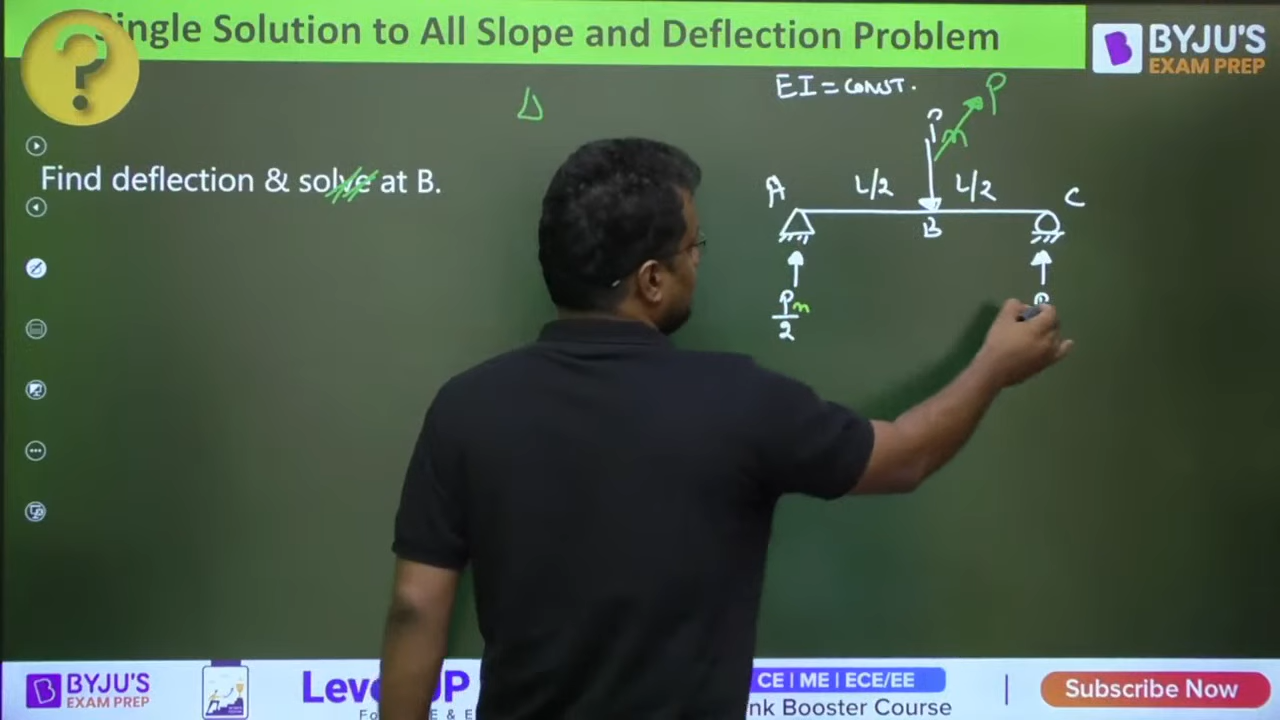 Single Solution to All Slope and Deflection Problem
BYJU'S
EXAM PREP
EI = CONST.
P
Find deflection & solve at B.
A
L/2
L/2
C
B
P
2
BYJU'S
EXAM PREP
CE | ME | ECE/EE
Booster Course
Subscribe Now